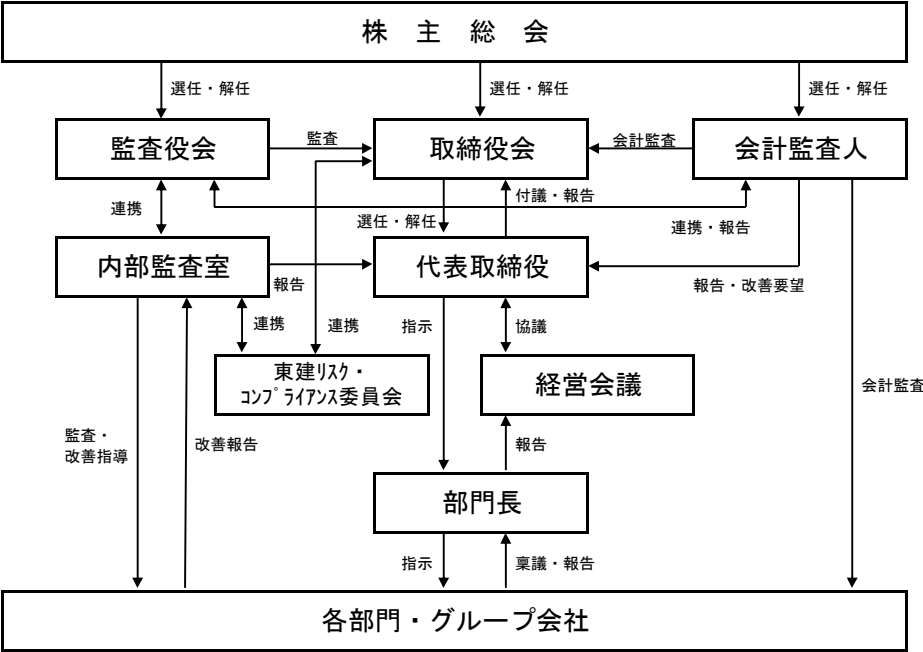 株 主 総 会
選任・解任
選任・解任
選任・解任
監査役会
監査
取締役会
会計監査
会計監査人
連携
付議・報告
選任・解任
連携・報告
内部監査室
報告
代表取締役
報告・改善要望
連携
連携
指示
協議
東建ﾘｽｸ・
ｺﾝﾌﾟﾗｲｱﾝｽ委員会
経営会議
会計監査
監査・
改善指導
改善報告
報告
部門長
指示
稟議・報告
各部門・グループ会社